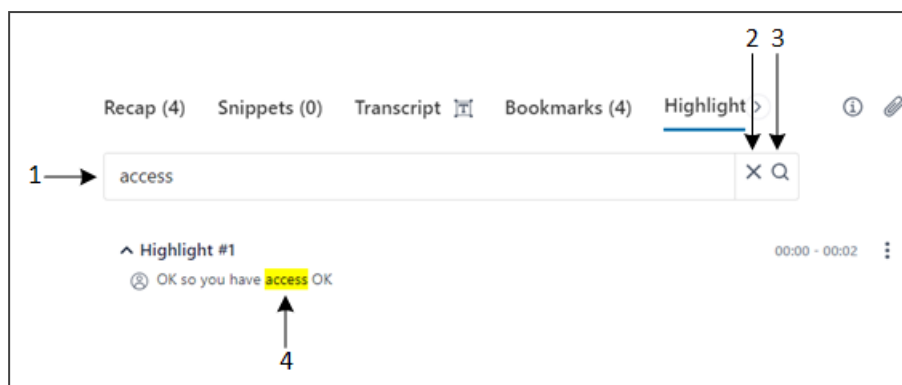 2 3
Recap (4) Snippets (0) Transcript Bookmarks (4) Highlight
1 access
Highlight #1 00:00 - 00:02
OK so you have access OK
4